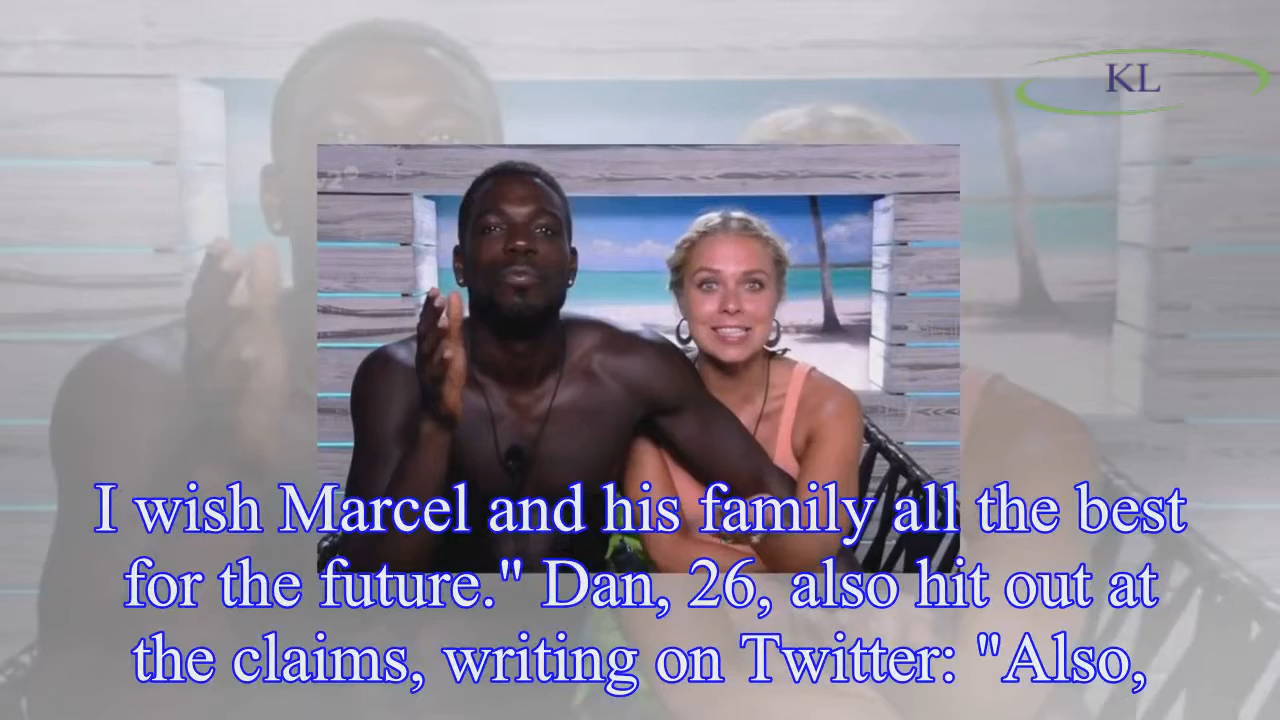 KL
I wish Marcel and his family all the best
for the future." Dan, 26, also hit out at
the claims, writing on Twitter: "Also,